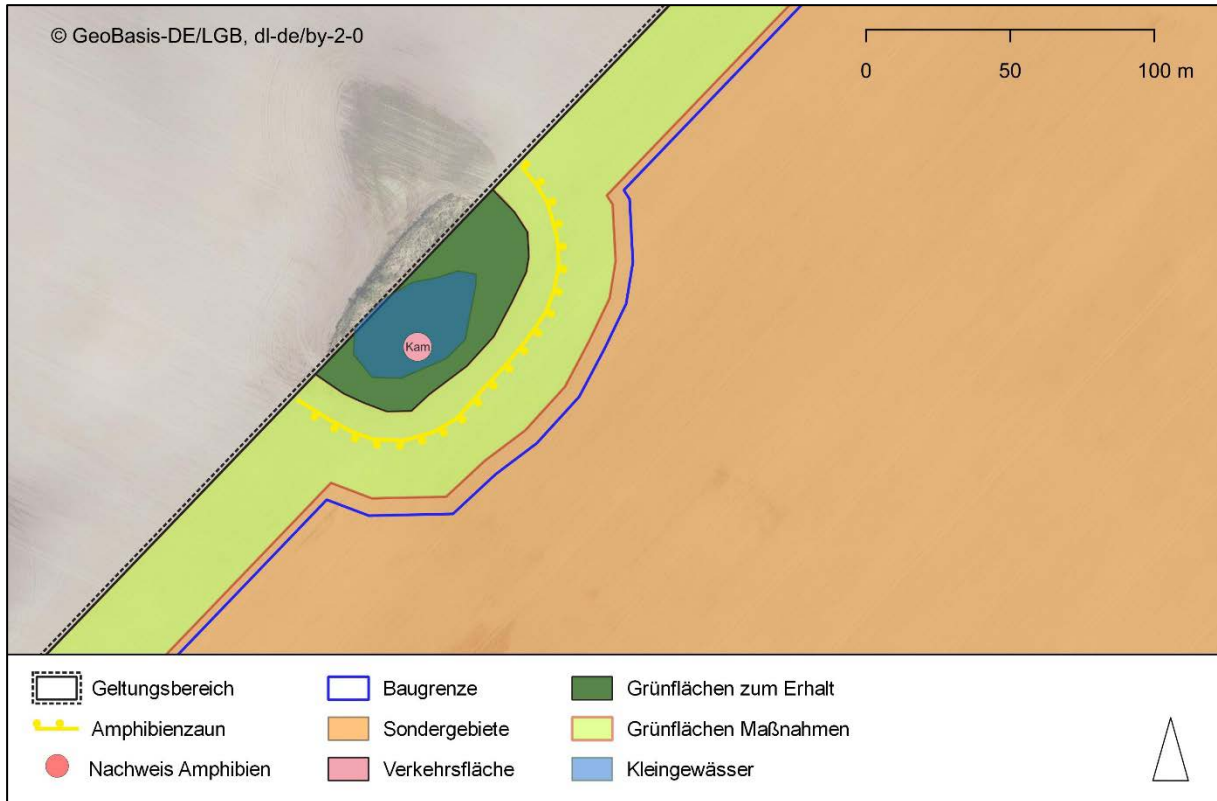 © GeoBasis-DE/LGB, dl-de/by-2-0
0 50 100 m
Kam
Geltungsbereich
Amphibienzaun
Nachweis Amphibien
Baugrenze
Sondergebiete
Verkehrsfläche
Grünflächen zum Erhalt
Grünflächen Maßnahmen
Kleingewässer